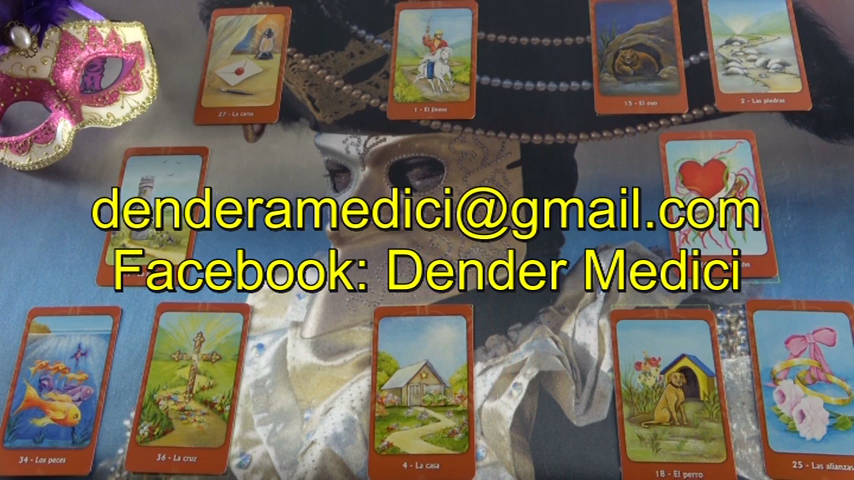 27 - La carta
1 - El jinete
15 - El oso
2 - Las piedras
denderamedici@gmail.com
Facebook: Dender Medici
34 - Los peces
36 - La cruz
4 - La casa
18 - El perro
25 - Las alianzas